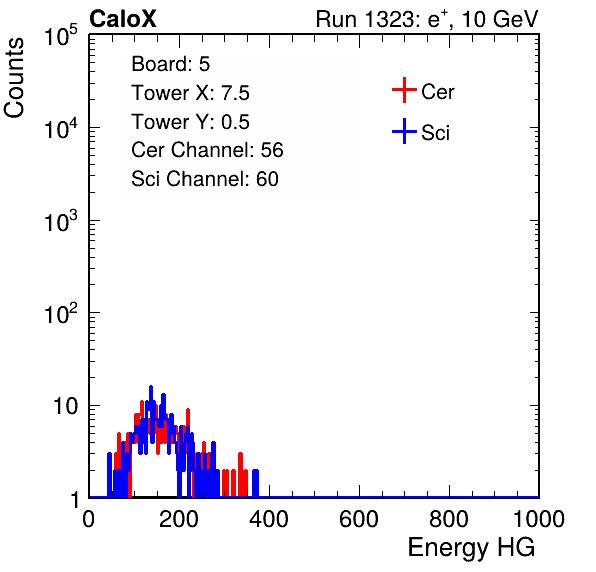 CaloX Run 1323: e⁺, 10 GeV
Counts
10⁵
10⁴
10³
10²
10
1
Board: 5
Tower X: 7.5
Tower Y: 0.5
Cer Channel: 56
Sci Channel: 60
Cer
Sci
0 200 400 600 800 1000
Energy HG